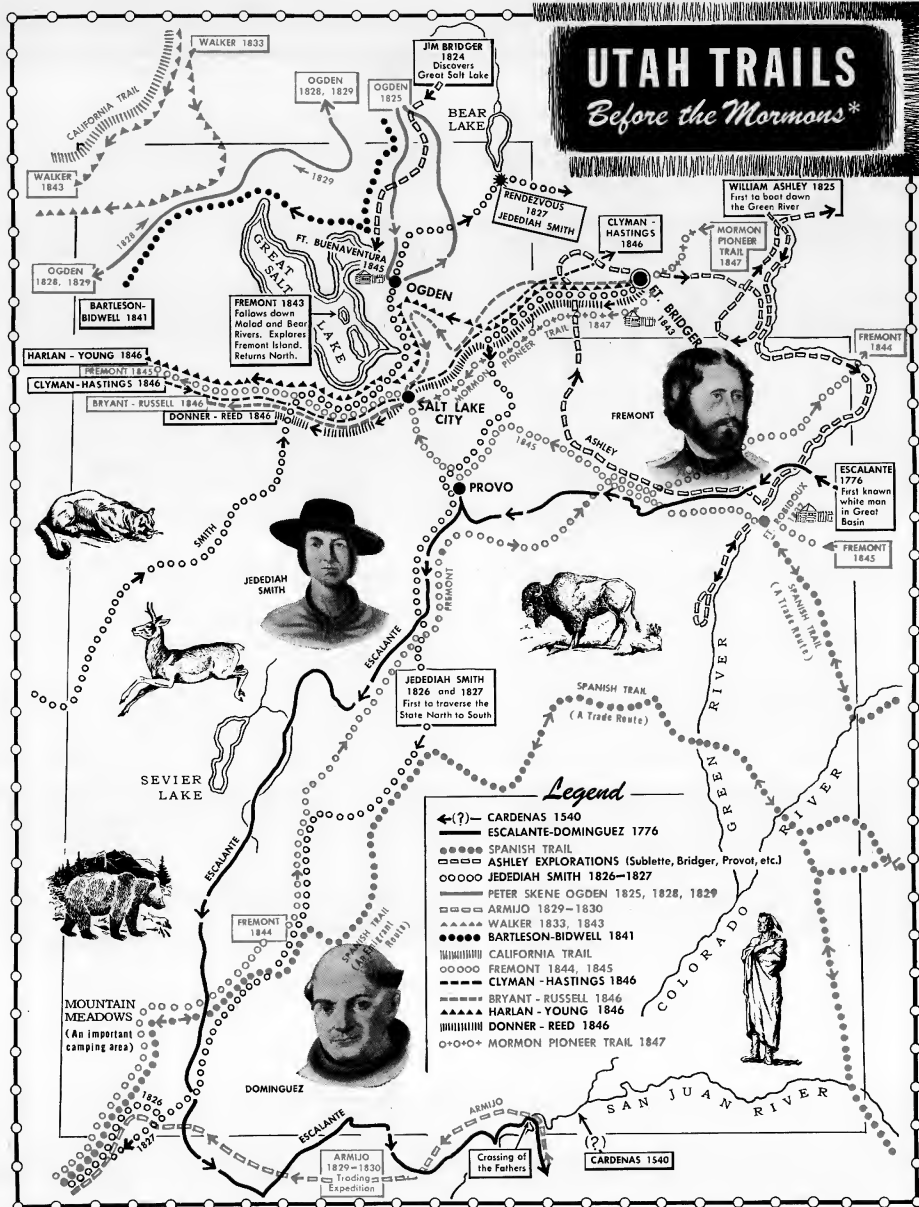 UTAH TRAILS
Before the Mormons*
WALKER 1833
CALIFORNIA TRAIL
OGDEN
1828, 1829
OGDEN
1825
JIM BRIDGER
1824
Discovers
Great Salt Lake
BEAR
LAKE
WALKER
1843
1829
1828
RENDEZVOUS
1827
JEDEDIAH SMITH
WILLIAM ASHLEY 1825
First to boat down
the Green River
CLYMAN -
HASTINGS
1846
MORMON
PIONEER
TRAIL
1847
OGDEN
1828, 1829
BARTLESON-
BIDWELL 1841
GREAT
SALT
LAKE
FT. BUENAVENTURA
1845
OGDEN
FREMONT 1843
Follows down
Malad and Bear
Rivers. Explores
Fremont Island.
Returns North.
FT. BRIDGER
1843
MORMON PIONEER TRAIL 1847
HARLAN - YOUNG 1846
FREMONT 1845
CLYMAN-HASTINGS 1846
BRYANT - RUSSELL 1846
DONNER - REED 1846
SALT LAKE
CITY
FREMONT
1844
FREMONT
ASHLEY
1845
PROVO
ESCALANTE
1776
First known
white man
in Great
Basin
FT. ROBIDOUX
FREMONT
1845
SMITH
JEDEDIAH
SMITH
FREMONT
ESCALANTE
SPANISH TRAIL
(A Trade Route)
JEDEDIAH SMITH
1826 and 1827
First to traverse the
State North to South
SPANISH TRAIL
(A Trade Route)
GREEN RIVER
SEVIER
LAKE
ESCALANTE
Legend
←(?)— CARDENAS 1540
ESCALANTE-DOMINGUEZ 1776
SPANISH TRAIL
ASHLEY EXPLORATIONS (Sublette, Bridger, Provot, etc.)
JEDEDIAH SMITH 1826—1827
PETER SKENE OGDEN 1825, 1828, 1829
ARMIJO 1829—1830
WALKER 1833, 1843
BARTLESON-BIDWELL 1841
CALIFORNIA TRAIL
FREMONT 1844, 1845
CLYMAN-HASTINGS 1846
BRYANT - RUSSELL 1846
HARLAN - YOUNG 1846
DONNER - REED 1846
MORMON PIONEER TRAIL 1847
COLORADO RIVER
FREMONT
1844
SPANISH TRAIL
(An Emigrant
Route)
MOUNTAIN
MEADOWS
(An important
camping area)
DOMINGUEZ
1826
1827
ESCALANTE
ARMIJO
SAN JUAN RIVER
ARMIJO
1829—1830
Trading
Expedition
Crossing of
the Fathers
(?)
CARDENAS 1540